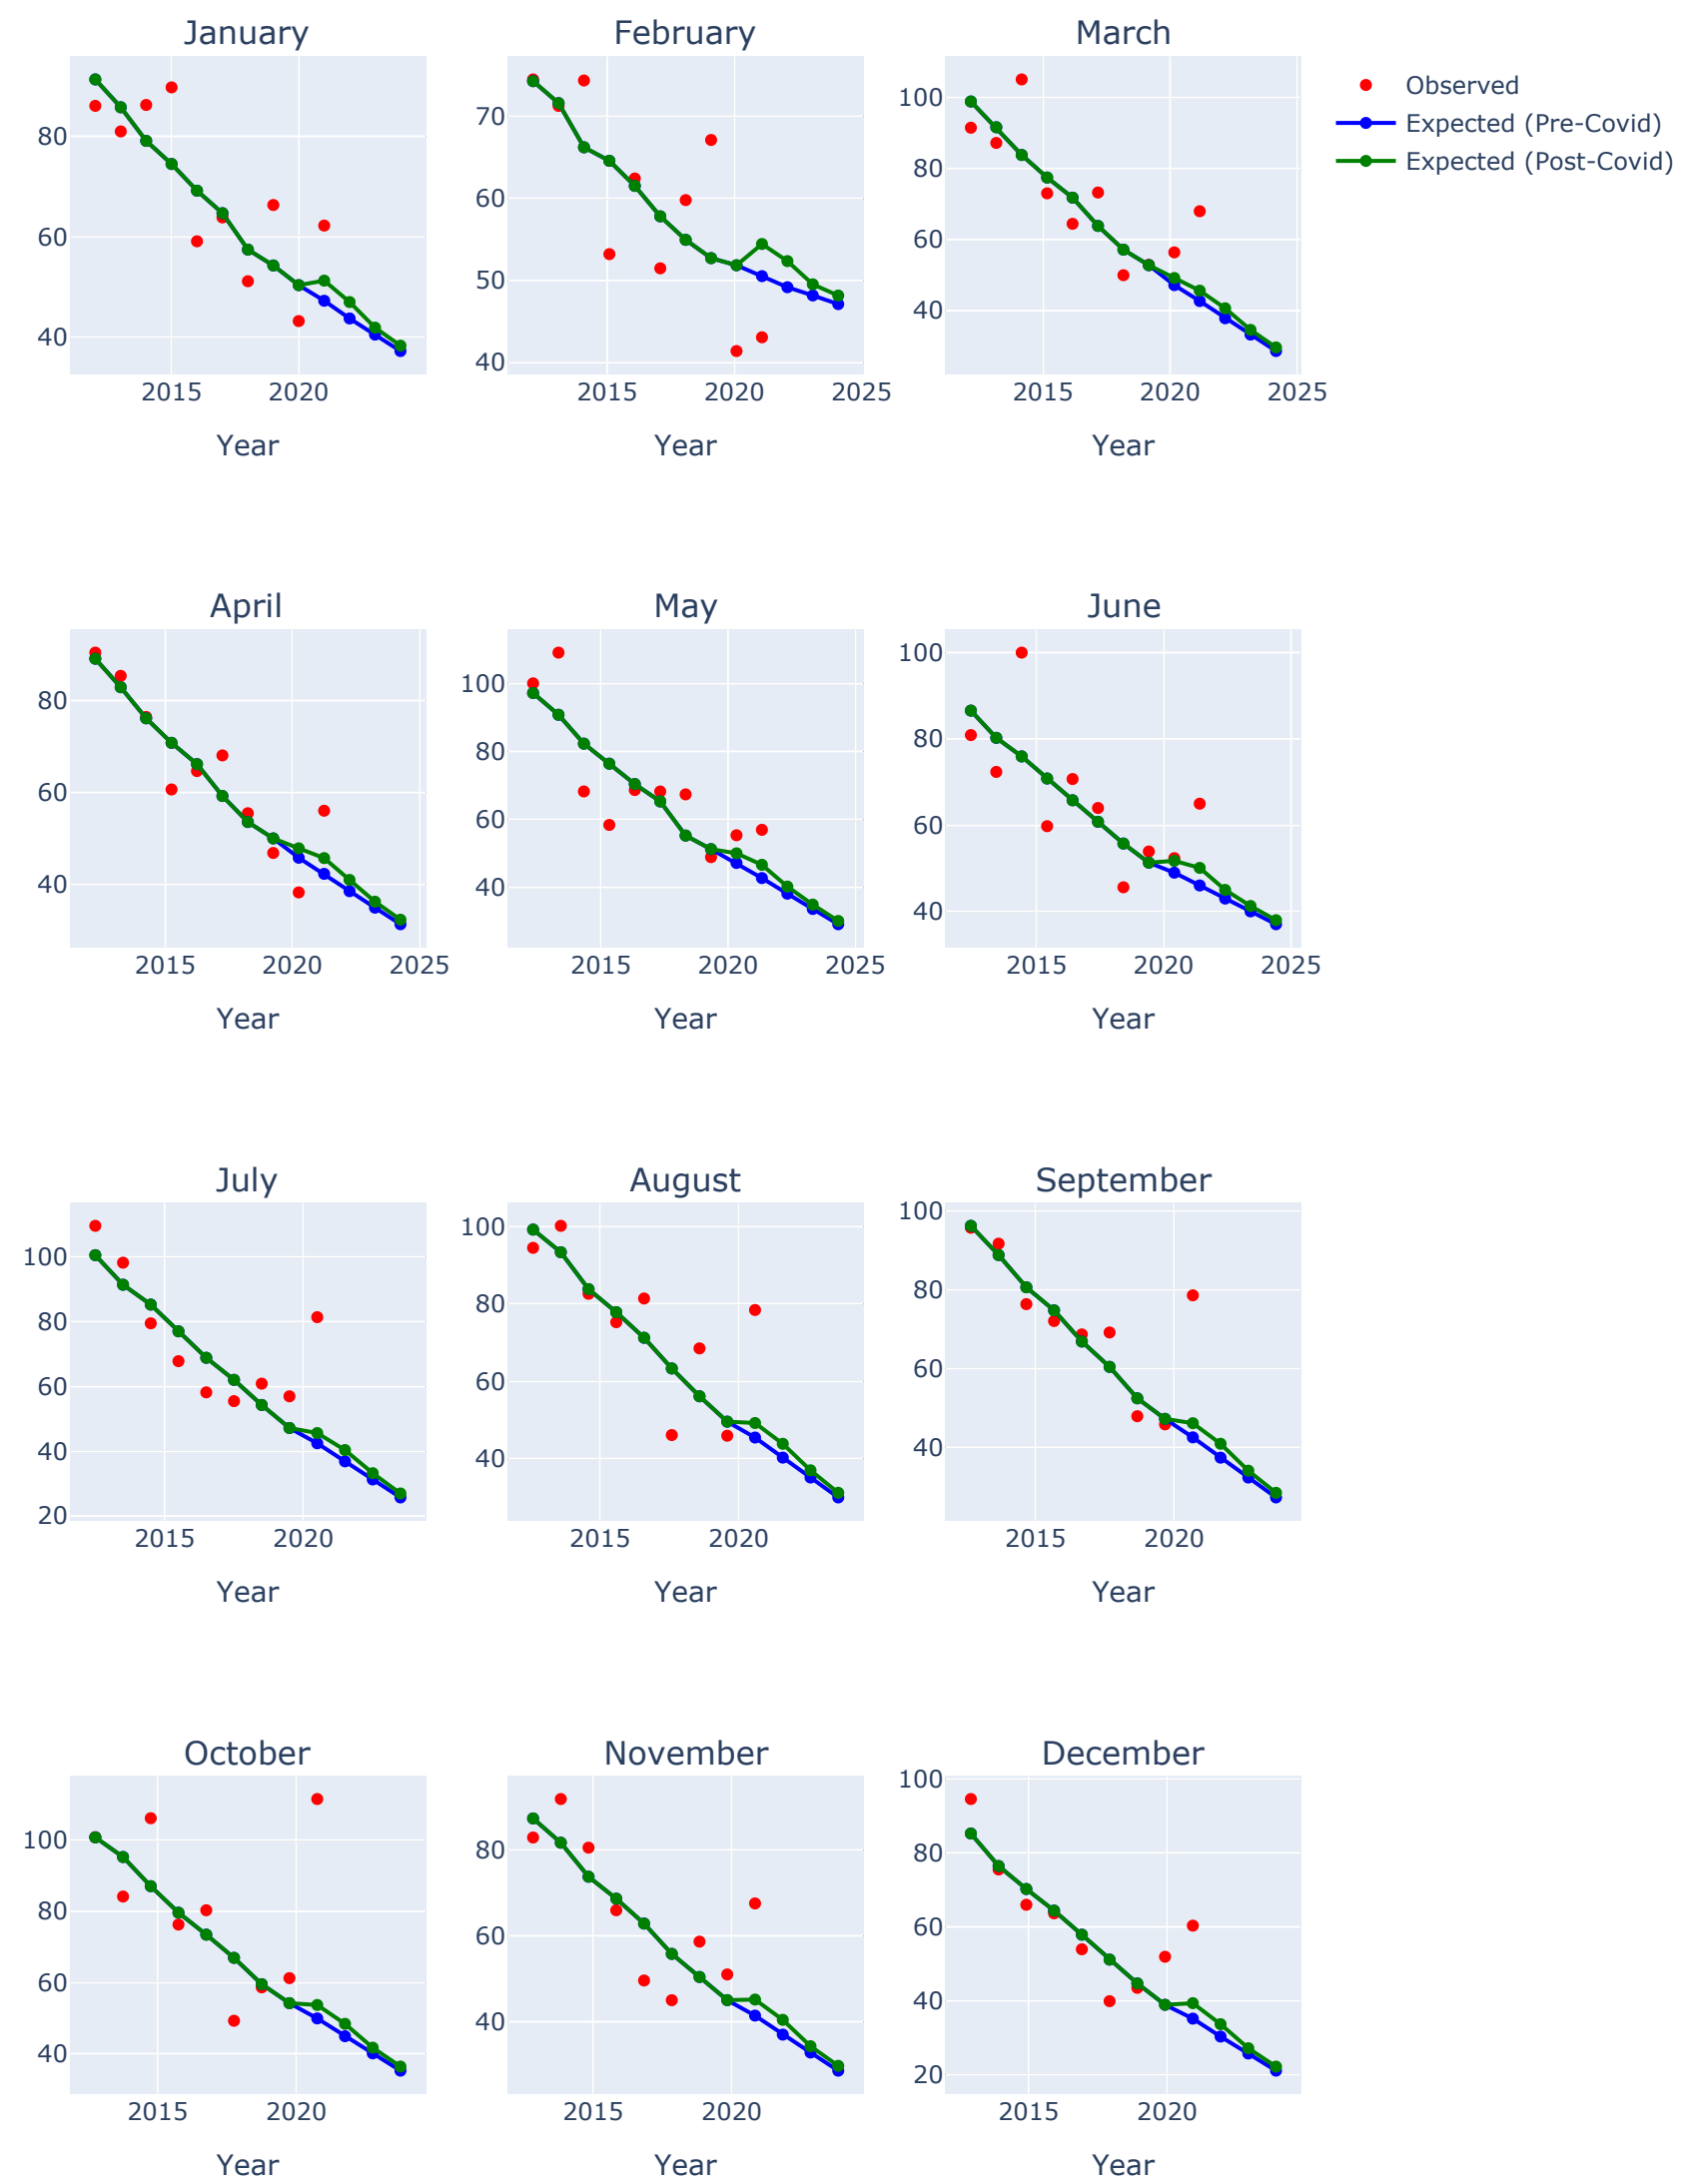 January
February
March
Observed
Expected (Pre-Covid)
Expected (Post-Covid)
80
60
40
2015
2020
Year
70
60
50
40
2015
2020
2025
Year
100
80
60
40
2015
2020
2025
Year
April
May
June
80
60
40
2015
2020
2025
Year
100
80
60
40
2015
2020
2025
Year
100
80
60
40
2015
2020
2025
Year
July
August
September
100
80
60
40
20
2015
2020
Year
100
80
60
40
2015
2020
Year
100
80
60
40
2015
2020
Year
October
November
December
100
80
60
40
2015
2020
Year
80
60
40
2015
2020
Year
100
80
60
40
20
2015
2020
Year